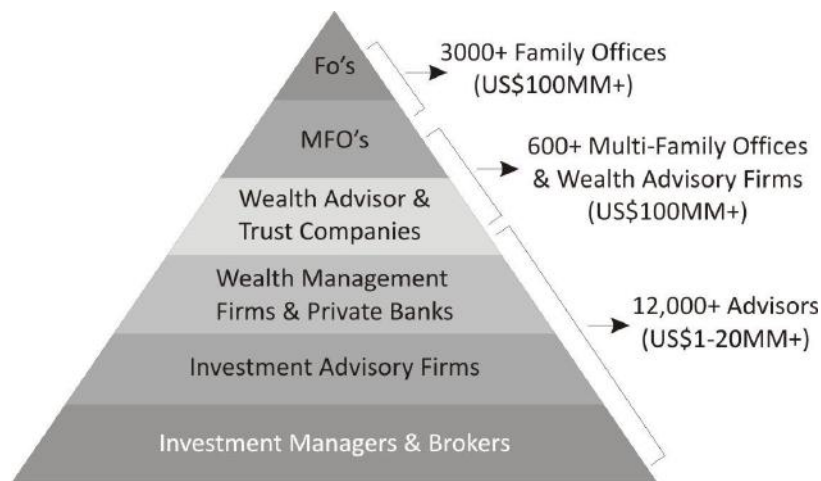 Fo's
3000+ Family Offices
(US$100MM+)
MFO's
600+ Multi-Family Offices
& Wealth Advisory Firms
(US$100MM+)
Wealth Advisor &
Trust Companies
Wealth Management
Firms & Private Banks
12,000+ Advisors
(US$1-20MM+)
Investment Advisory Firms
Investment Managers & Brokers